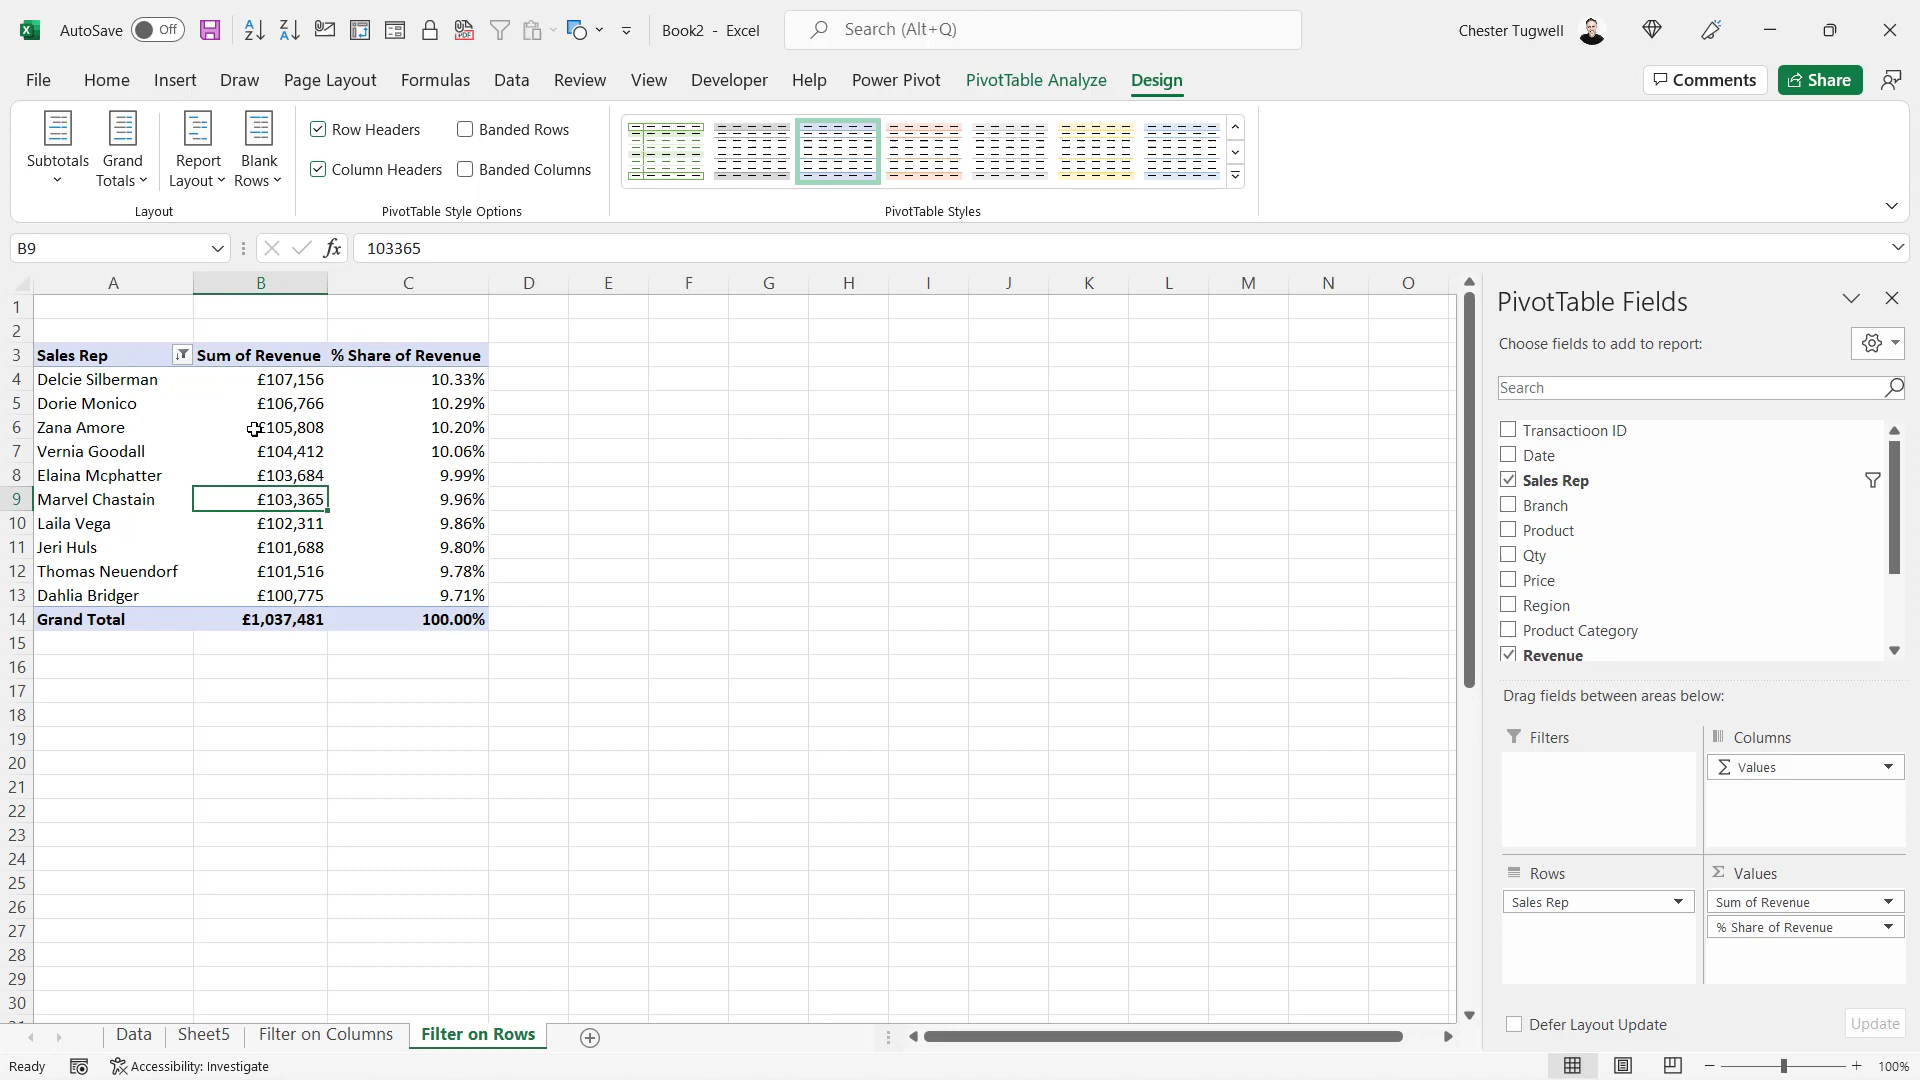 AutoSave Off Book2 - Excel Search (Alt+Q) Chester Tugwell
File Home Insert Draw Page Layout Formulas Data Review View Developer Help Power Pivot PivotTable Analyze Design Comments Share
Subtotals Grand Totals Report Layout Blank Rows
Row Headers Banded Rows
Column Headers Banded Columns
Layout PivotTable Style Options PivotTable Styles
B9 fx 103365
A B C D E F G H I J K L M N O
1
2
3 Sales Rep Sum of Revenue % Share of Revenue
4 Delcie Silberman £107,156 10.33%
5 Dorie Monico £106,766 10.29%
6 Zana Amore £105,808 10.20%
7 Vernia Goodall £104,412 10.06%
8 Elaina Mcphatter £103,684 9.99%
9 Marvel Chastain £103,365 9.96%
10 Laila Vega £102,311 9.86%
11 Jeri Huls £101,688 9.80%
12 Thomas Neuendorf £101,516 9.78%
13 Dahlia Bridger £100,775 9.71%
14 Grand Total £1,037,481 100.00%
15
16
17
18
19
20
21
22
23
24
25
26
27
28
29
30
PivotTable Fields
Choose fields to add to report:
Search
Transactioon ID
Date
Sales Rep
Branch
Product
Qty
Price
Region
Product Category
Revenue
Drag fields between areas below:
Filters
Columns
Values
Rows
Sales Rep
Values
Sum of Revenue
% Share of Revenue
Defer Layout Update Update
Data Sheet5 Filter on Columns Filter on Rows
Ready Accessibility: Investigate 100%